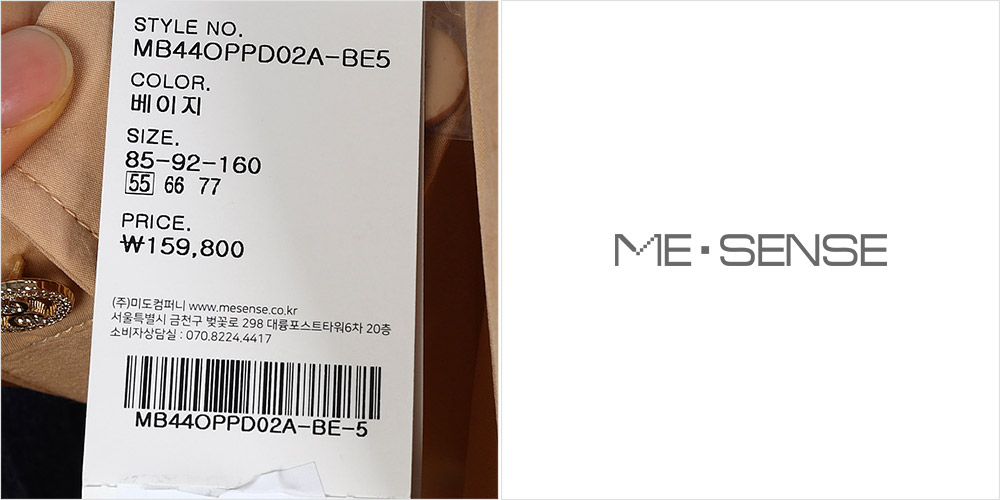 STYLE NO.
MB44OPPD02A-BE5
COLOR.
베이지
SIZE.
85-92-160
55 66 77
PRICE.
₩159,800
(주)미도컴퍼니 www.mesense.co.kr
서울특별시 금천구 벚꽃로 298 대륭포스트타워6차 20층
소비자상담실 : 070.8224.4417
MB44OPPD02A-BE-5
ME·SENSE